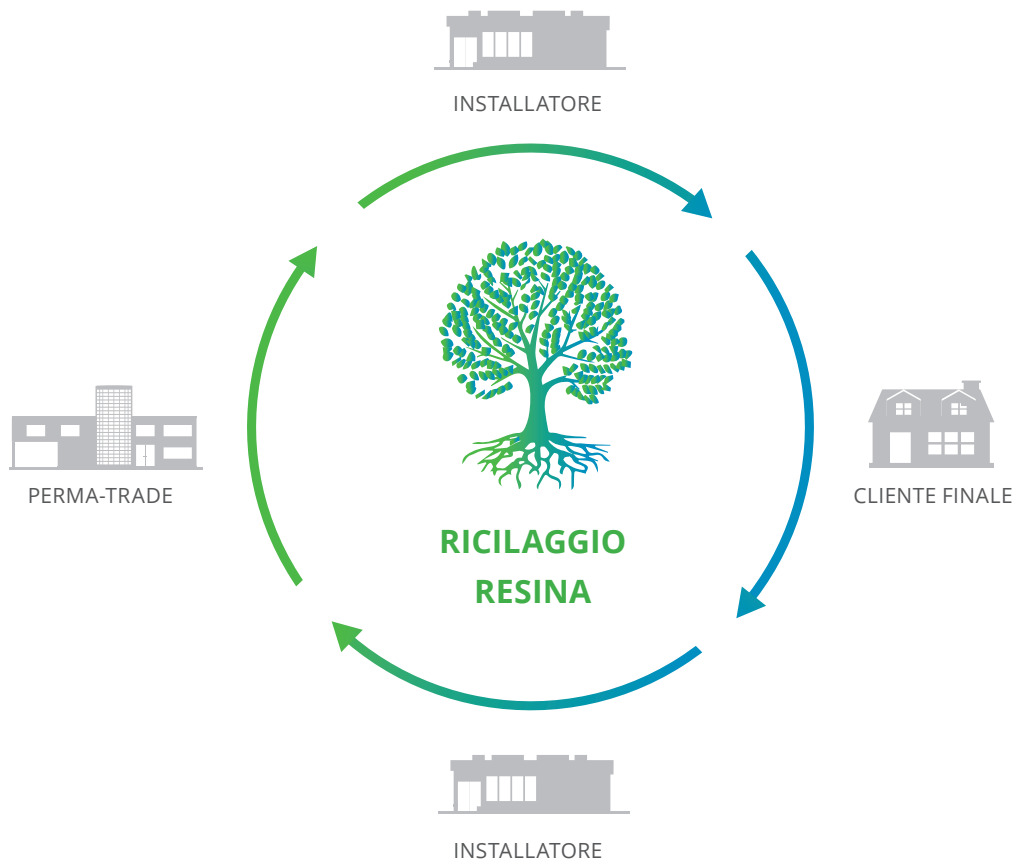 INSTALLATORE
PERMA-TRADE
CLIENTE FINALE
RICILAGGIO
RESINA
INSTALLATORE